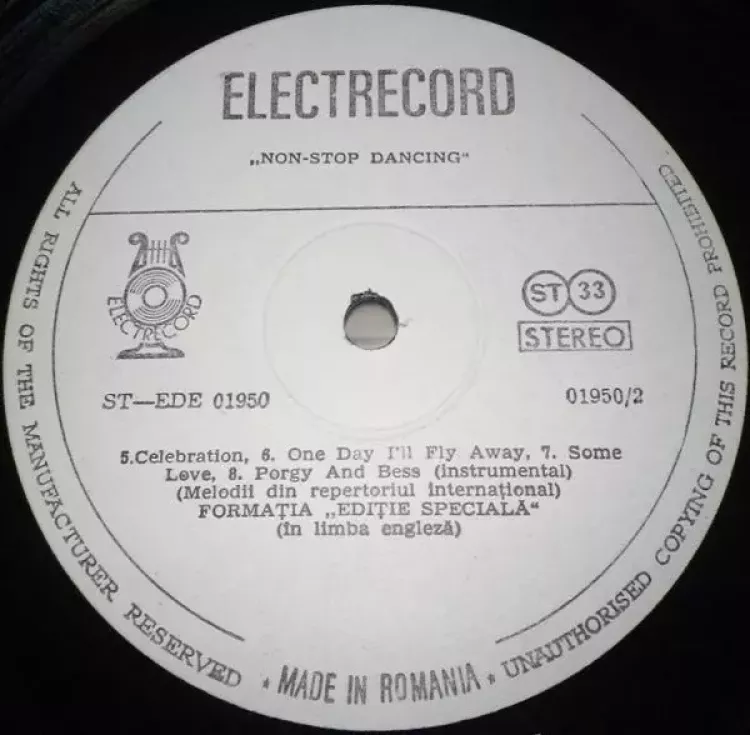 ELECTRECORD
„NON-STOP DANCING“
ELECTRECORD
ST 33
STEREO
ST—EDE 01950
01950/2
5.Celebration, 6. One Day I'll Fly Away, 7. Some
Love, 8. Porgy And Bess (instrumental)
(Melodii din repertoriul internațional)
FORMAȚIA „EDIȚIE SPECIALĂ“
(în limba engleză)
ALL RIGHTS OF THE MANUFACTURER RESERVED * MADE IN ROMANIA * UNAUTHORISED COPYING OF THIS RECORD PROHIBITED